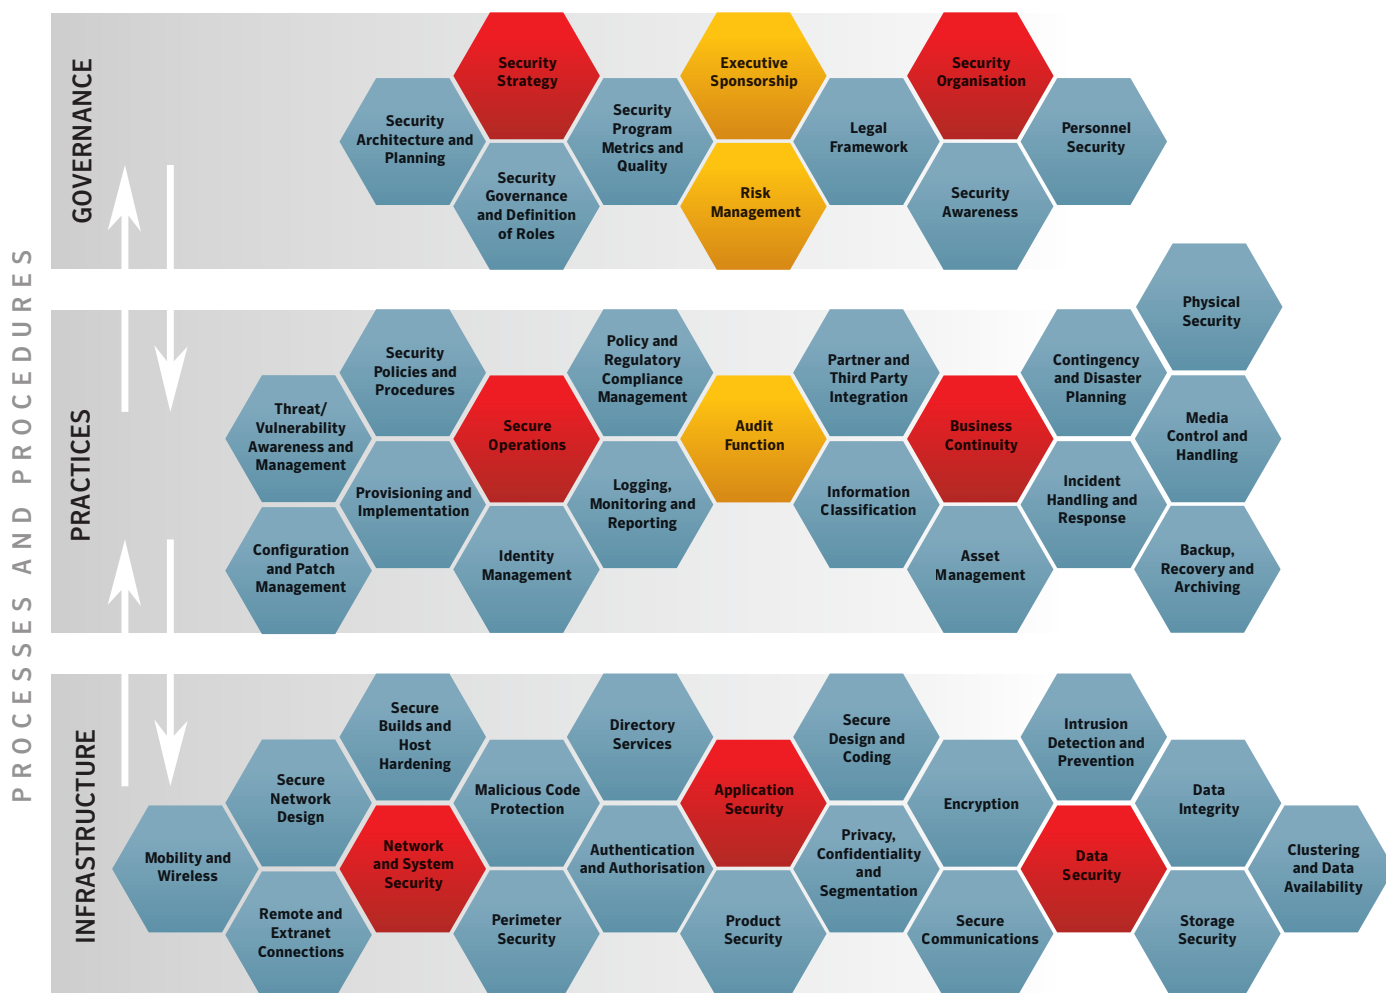 PROCESSES AND PROCEDURES
GOVERNANCE
Security
Strategy
Executive
Sponsorship
Security
Organisation
Security
Architecture and
Planning
Security
Program
Metrics and
Quality
Legal
Framework
Personnel
Security
Security
Governance
and Definition
of Roles
Risk
Management
Security
Awareness
PRACTICES
Physical
Security
Security
Policies and
Procedures
Policy and
Regulatory
Compliance
Management
Partner and
Third Party
Integration
Contingency
and Disaster
Planning
Threat/
Vulnerability
Awareness and
Management
Secure
Operations
Audit
Function
Business
Continuity
Media
Control and
Handling
Provisioning and
Implementation
Logging,
Monitoring and
Reporting
Information
Classification
Incident
Handling and
Response
Configuration
and Patch
Management
Identity
Management
Asset
Management
Backup,
Recovery and
Archiving
INFRASTRUCTURE
Secure
Builds and
Host
Hardening
Directory
Services
Secure
Design and
Coding
Intrusion
Detection and
Prevention
Secure
Network
Design
Malicious Code
Protection
Application
Security
Encryption
Data
Integrity
Mobility and
Wireless
Network
and System
Security
Authentication
and Authorisation
Privacy,
Confidentiality
and
Segmentation
Data
Security
Clustering
and Data
Availability
Remote and
Extranet
Connections
Perimeter
Security
Product
Security
Secure
Communications
Storage
Security